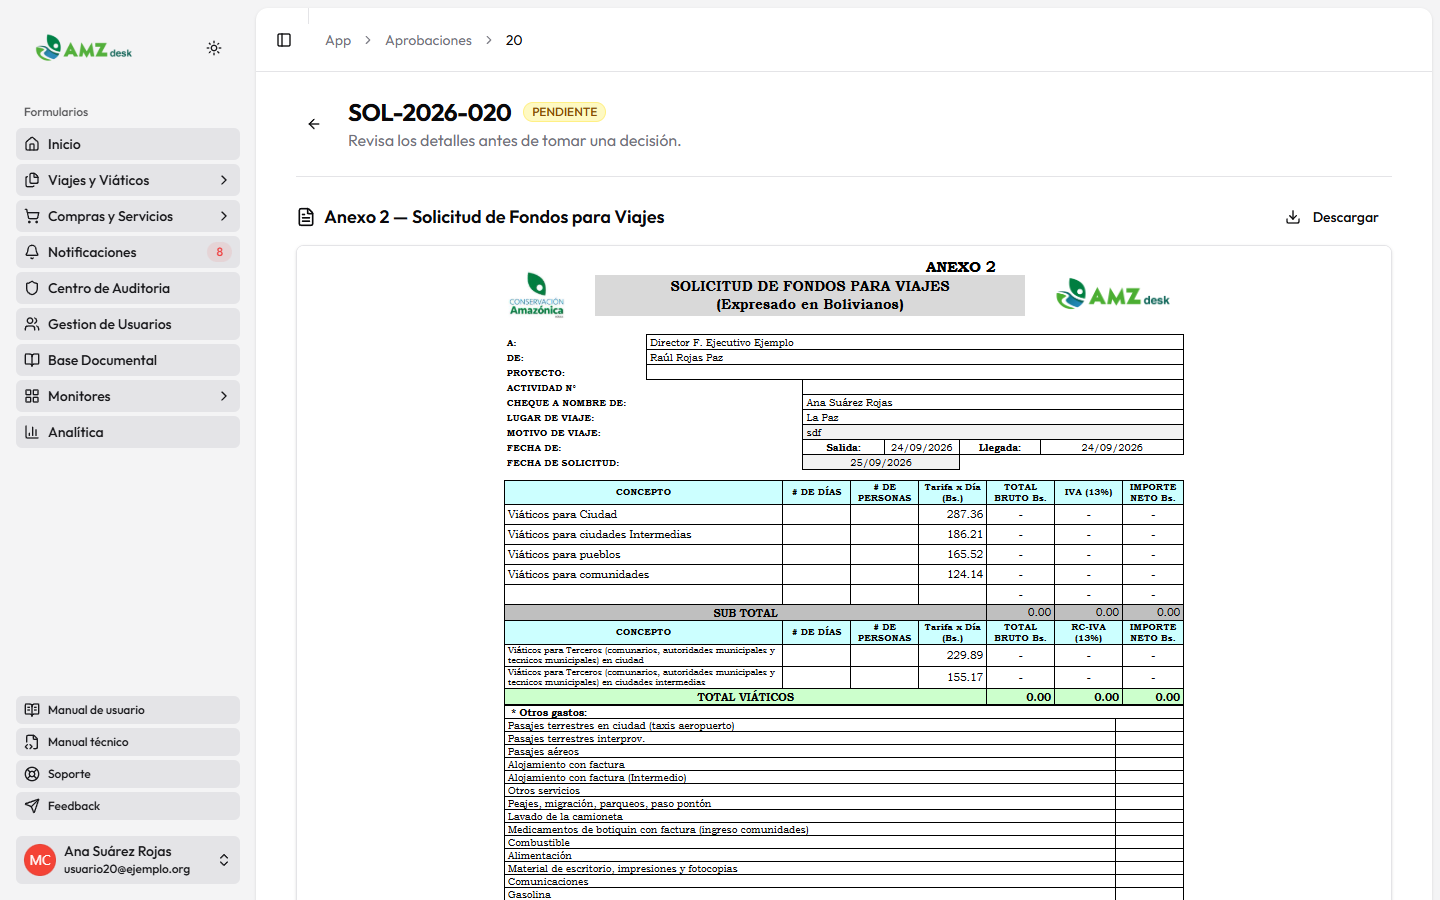 AMZ desk
Formularios
Inicio
Viajes y Viáticos
Compras y Servicios
Notificaciones 8
Centro de Auditoria
Gestion de Usuarios
Base Documental
Monitores
Analítica
Manual de usuario
Manual técnico
Soporte
Feedback
MC
Ana Suárez Rojas
usuario20@ejemplo.org
App > Aprobaciones > 20
SOL-2026-020 PENDIENTE
Revisa los detalles antes de tomar una decisión.
Anexo 2 — Solicitud de Fondos para Viajes
Descargar
ANEXO 2
CONSERVACIÓN
Amazónica
SOLICITUD DE FONDOS PARA VIAJES
(Expresado en Bolivianos)
AMZ desk
A: Director F. Ejecutivo Ejemplo
DE: Raúl Rojas Paz
PROYECTO:
ACTIVIDAD Nº
CHEQUE A NOMBRE DE: Ana Suárez Rojas
LUGAR DE VIAJE: La Paz
MOTIVO DE VIAJE: sdf
FECHA DE: Salida: 24/09/2026 Llegada: 24/09/2026
FECHA DE SOLICITUD: 25/09/2026
CONCEPTO # DE DÍAS # DE PERSONAS Tarifa x Día (Bs.) TOTAL BRUTO Bs. IVA (13%) IMPORTE NETO Bs.
Viáticos para Ciudad 287.36 - - -
Viáticos para ciudades Intermedias 186.21 - - -
Viáticos para pueblos 165.52 - - -
Viáticos para comunidades 124.14 - - -
- - -
SUB TOTAL 0.00 0.00 0.00
CONCEPTO # DE DÍAS # DE PERSONAS Tarifa x Día (Bs.) TOTAL BRUTO Bs. RC-IVA (13%) IMPORTE NETO Bs.
Viáticos para Terceros (comunarios, autoridades municipales y
tecnicos municipales) en ciudad 229.89 - - -
Viáticos para Terceros (comunarios, autoridades municipales y
tecnicos municipales) en ciudades intermedias 155.17 - - -
TOTAL VIÁTICOS 0.00 0.00 0.00
* Otros gastos:
Pasajes terrestres en ciudad (taxis aeropuerto)
Pasajes terrestres interprov.
Pasajes aéreos
Alojamiento con factura
Alojamiento con factura (Intermedio)
Otros servicios
Peajes, migración, parqueos, paso pontón
Lavado de la camioneta
Medicamentos de botiquin con factura (ingreso comunidades)
Combustible
Alimentación
Material de escritorio, impresiones y fotocopias
Comunicaciones
Gasolina